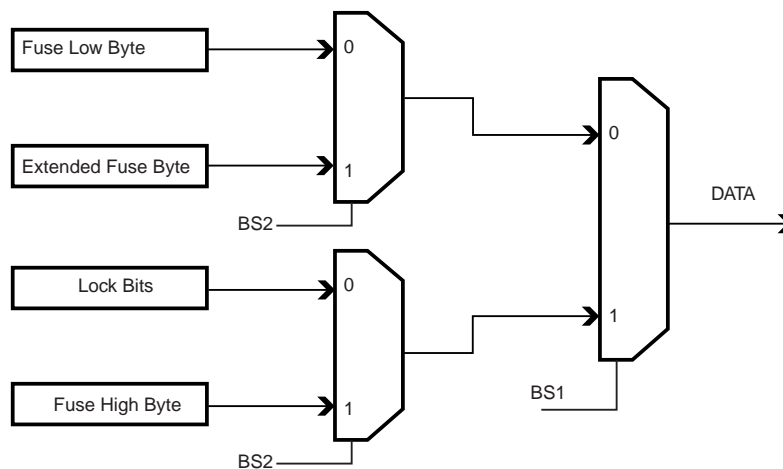 Fuse Low Byte
0
Extended Fuse Byte
1
BS2
0
DATA
Lock Bits
0
1
Fuse High Byte
1
BS1
BS2